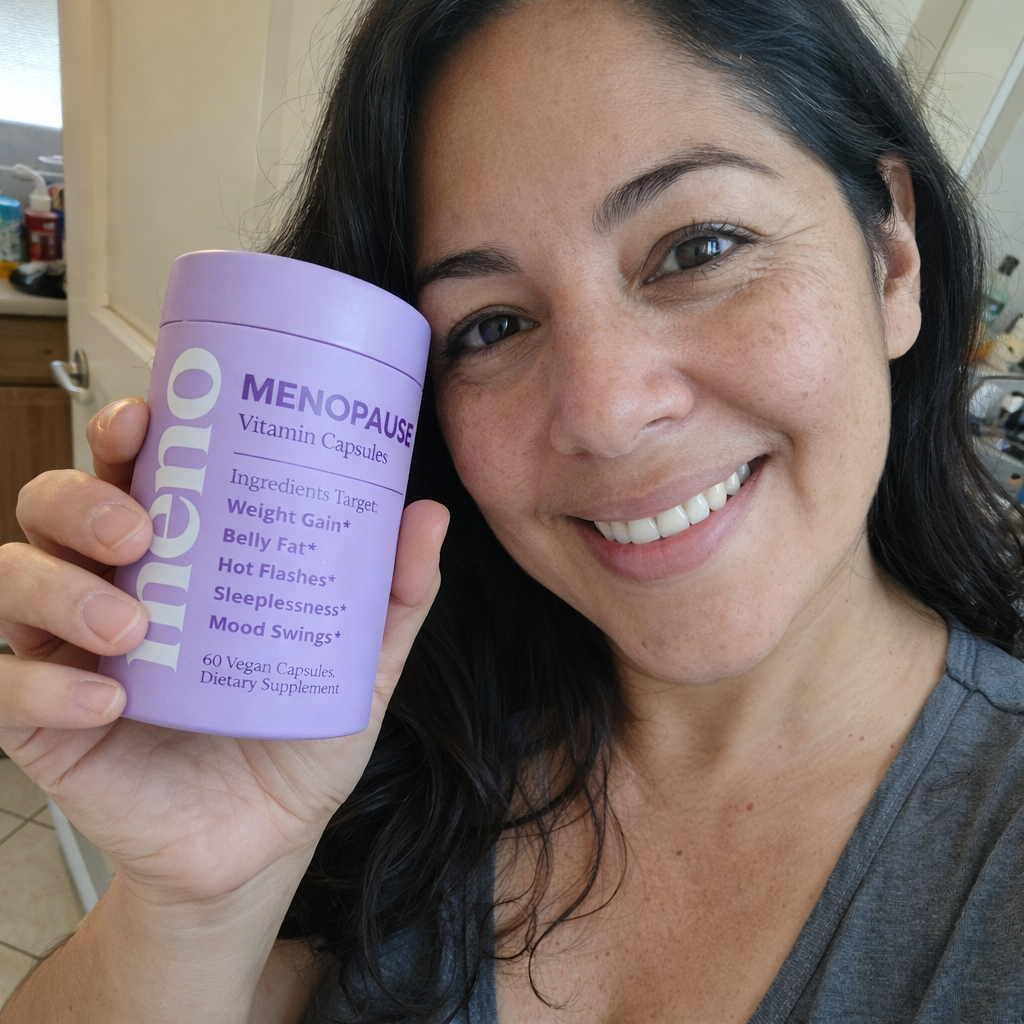 meno
MENOPAUSE
Vitamin Capsules
Ingredients Target:
Weight Gain*
Belly Fat*
Hot Flashes*
Sleeplessness*
Mood Swings*
60 Vegan Capsules.
Dietary Supplement